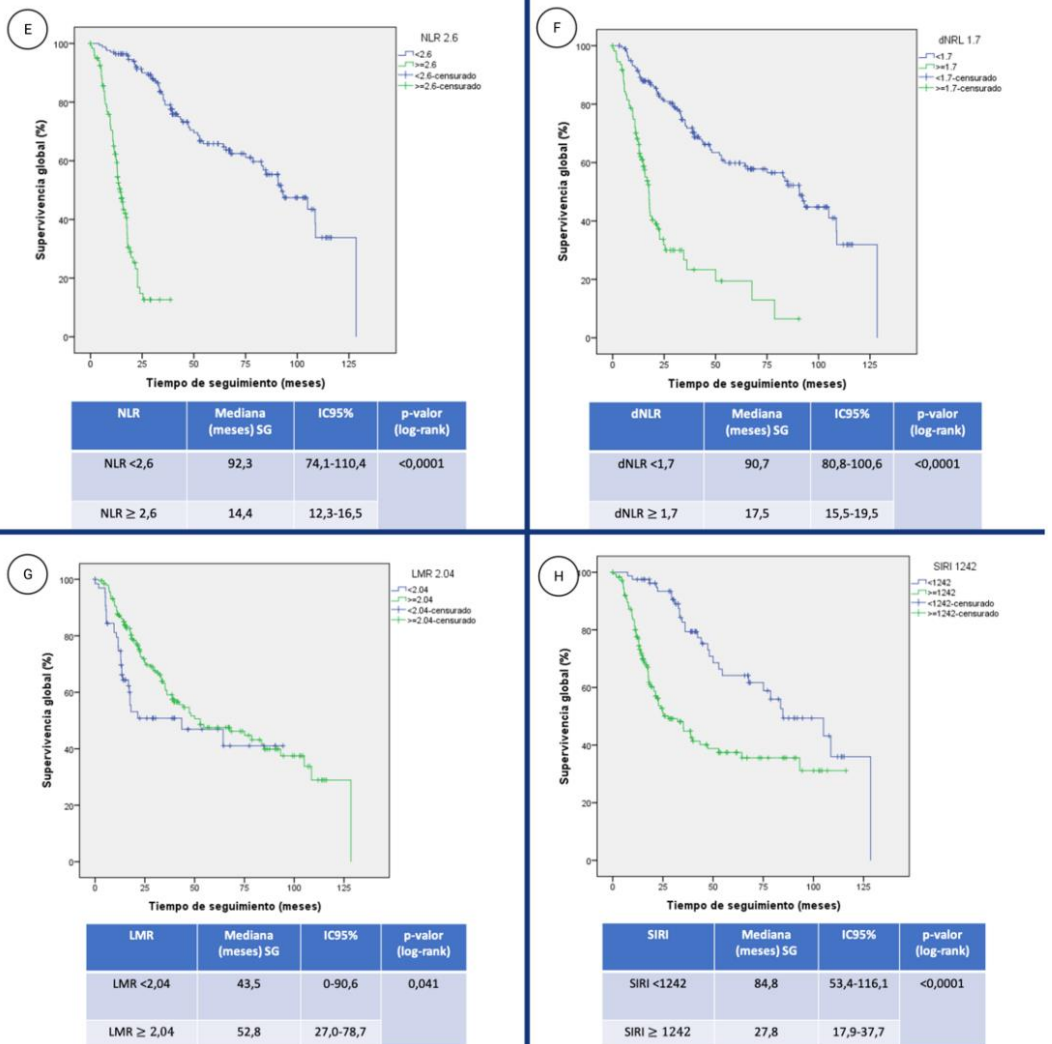 E
NLR 2.6
<2.6
>=2.6
<2.6-censurado
>=2.6-censurado
Supervivencia global (%)
100
80
60
40
20
0
0 25 50 75 100 125
Tiempo de seguimiento (meses)
NLR Mediana (meses) SG IC95% p-valor (log-rank)
NLR <2,6 92,3 74,1-110,4 <0,0001
NLR ≥ 2,6 14,4 12,3-16,5
F
dNRL 1.7
<1.7
>=1.7
<1.7-censurado
>=1.7-censurado
Supervivencia global (%)
100
80
60
40
20
0
0 25 50 75 100 125
Tiempo de seguimiento (meses)
dNLR Mediana (meses) SG IC95% p-valor (log-rank)
dNLR <1,7 90,7 80,8-100,6 <0,0001
dNLR ≥ 1,7 17,5 15,5-19,5
G
LMR 2.04
<2.04
>=2.04
<2.04-censurado
>=2.04-censurado
Supervivencia global (%)
100
80
60
40
20
0
0 25 50 75 100 125
Tiempo de seguimiento (meses)
LMR Mediana (meses) SG IC95% p-valor (log-rank)
LMR <2,04 43,5 0-90,6 0,041
LMR ≥ 2,04 52,8 27,0-78,7
H
SIRI 1242
<1242
>=1242
<1242-censurado
>=1242-censurado
Supervivencia global (%)
100
80
60
40
20
0
0 25 50 75 100 125
Tiempo de seguimiento (meses)
SIRI Mediana (meses) SG IC95% p-valor (log-rank)
SIRI <1242 84,8 53,4-116,1 <0,0001
SIRI ≥ 1242 27,8 17,9-37,7